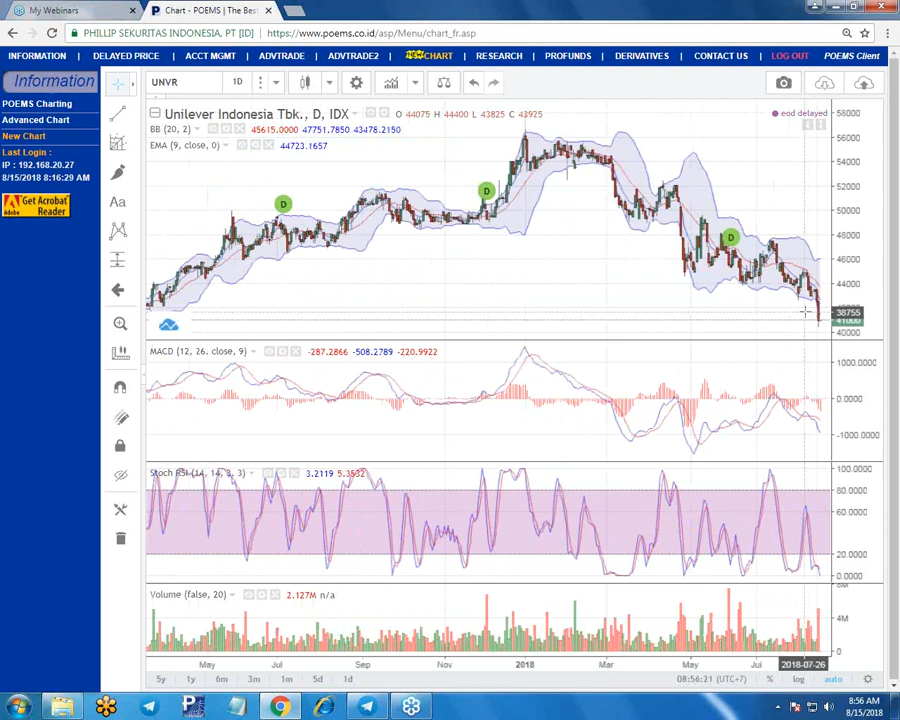 My Webinars
Chart - POEMS | The Bes
PHILLIP SEKURITAS INDONESIA. PT [ID]
https://www.poems.co.id/asp/Menu/chart_fr.asp
INFORMATION DELAYED PRICE ACCT MGMT ADVTRADE ADVTRADE2 NEW CHART RESEARCH PROFUNDS DERIVATIVES CONTACT US LOG OUT POEMS Client
Information
POEMS Charting
Advanced Chart
New Chart
Last Login :
IP : 192.168.20.27
8/15/2018 - 8:16:29 AM
Get Acrobat
Reader
UNVR 1D
Unilever Indonesia Tbk., D, IDX O 44075 H 44400 L 43825 C 43925
eod delayed
BB (20, 2) 45615.0000 47751.7850 43478.2150
EMA (9, close, 0) 44723.1657
Aa
D
D
D
56000
56000
54000
52000
50000
48000
46000
44000
38755
41000
40000
MACD (12, 26, close, 9) -287.2866 -508.2789 -220.9922
1000.0000
0.0000
-1000.0000
Stoch RSI (14, 14, 3, 3) 3.2119 5.3532
100.0000
80.0000
60.0000
20.0000
0.0000
Volume (false, 20) 2.127M n/a
4M
0
May Jul Sep Nov 2018 Mar May Jul 2018-07-26
5y 1y 6m 3m 1m 5d 1d 08:56:21 (UTC+7) % log auto
8:56 AM
8/15/2018